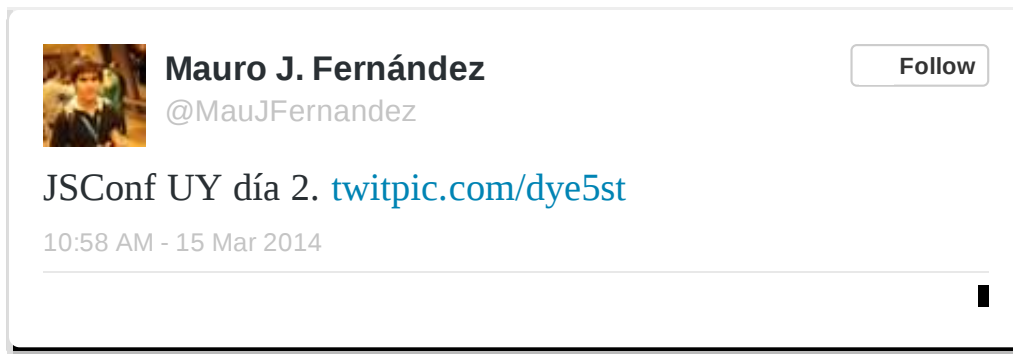 Mauro J. Fernández
Follow
@MauJFernandez
JSConf UY día 2. twitpic.com/dye5st
10:58 AM - 15 Mar 2014